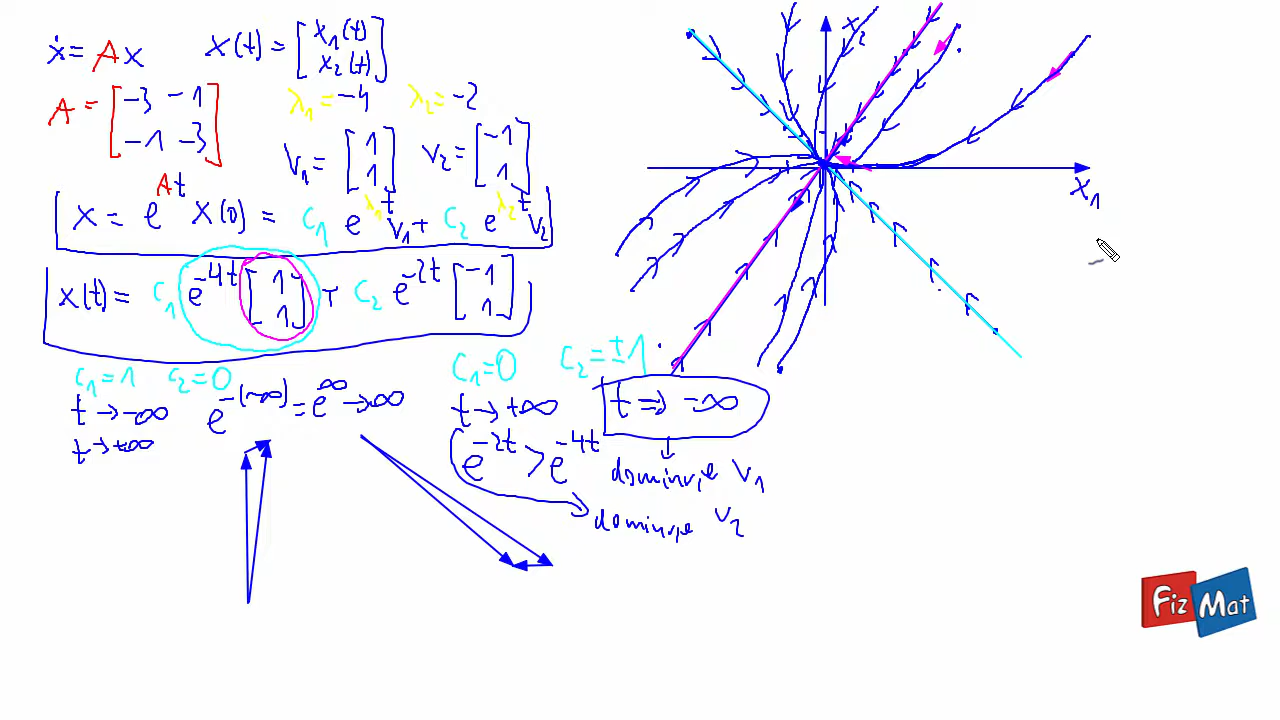 ẋ = Ax   X(t) = [x₁(t); x₂(t)]
A = [-3 -1; -1 -3]   λ₁ = -4   λ₂ = -2
V₁ = [1; 1]   V₂ = [-1; 1]
X = e^{At} X(0) = C₁ e^{λ₁t} V₁ + C₂ e^{λ₂t} V₂
X(t) = C₁ e^{-4t} [1; 1] + C₂ e^{-2t} [-1; 1]
C₁=1   C₂=0
t → -∞   e^{-(-∞)} = e^{∞} → ∞
t → +∞
C₁=0   C₂=±1
t → +∞   t ⇒ -∞
e^{-2t} > e^{-4t}
dominuje V₁
dominuje V₂
x₂
x₁
Fiz Mat